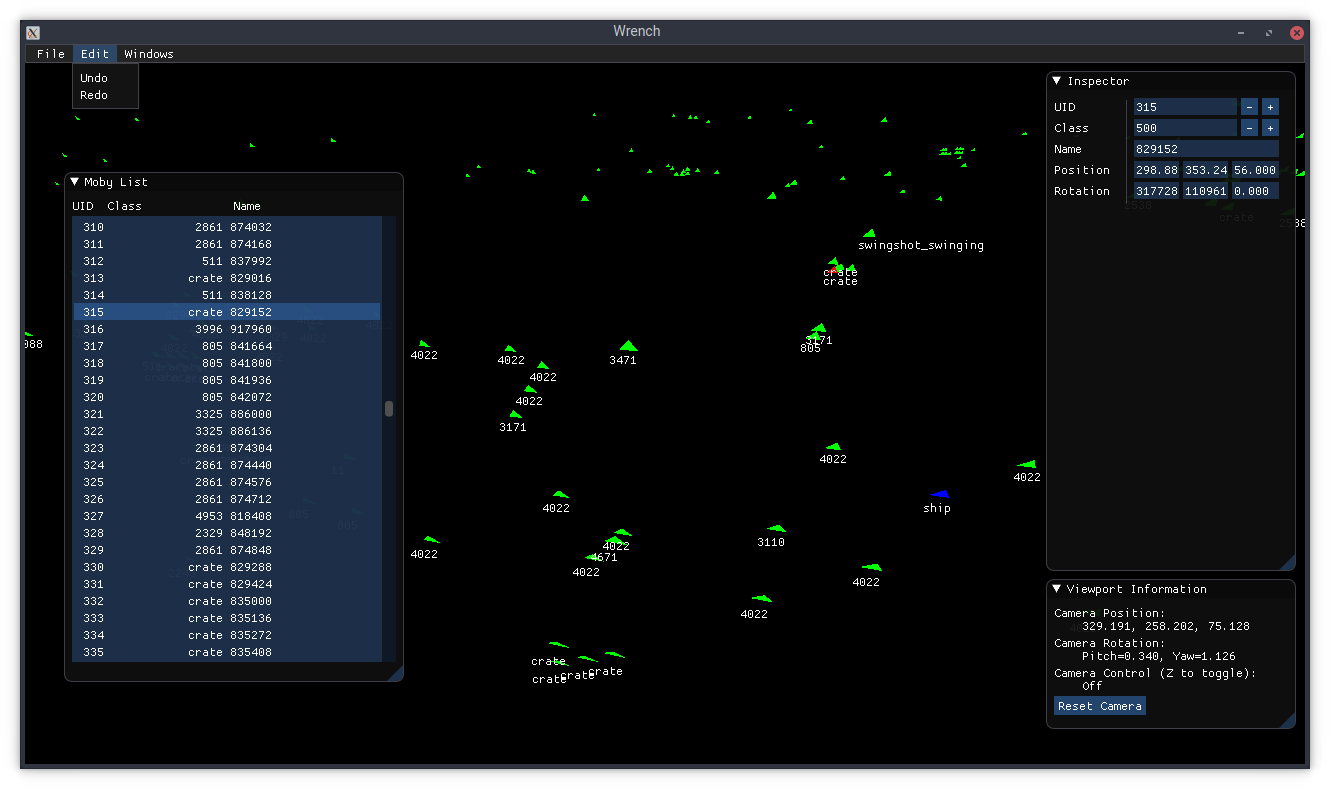 Wrench
File Edit Windows
Undo
Redo
Moby List
UID Class Name
310 2861 874032
311 2861 874168
312 511 837992
313 crate 829016
314 511 838128
315 crate 829152
316 3996 917960
317 805 841664
318 805 841800
319 805 841936
320 805 842072
321 3325 886000
322 3325 886136
323 2861 874304
324 2861 874440
325 2861 874576
326 2861 874712
327 4953 818408
328 2329 848192
329 2861 874848
330 crate 829288
331 crate 829424
332 crate 835000
333 crate 835136
334 crate 835272
335 crate 835408
swingshot_swinging
crate
crate
3171
805
088
4022
4022
3471
4022
4022
3171
4022
4022
4022
ship
4022
4022
4671
4022
3110
4022
4022
crate
crate
crate
crate
Inspector
UID 315 - +
Class 500 - +
Name 829152
Position 298.88 353.24 56.000
Rotation 317728 110961 0.000
2538
crate
Viewport Information
Camera Position:
329.191, 258.202, 75.128
Camera Rotation:
Pitch=0.340, Yaw=1.126
Camera Control (Z to toggle):
Off
Reset Camera